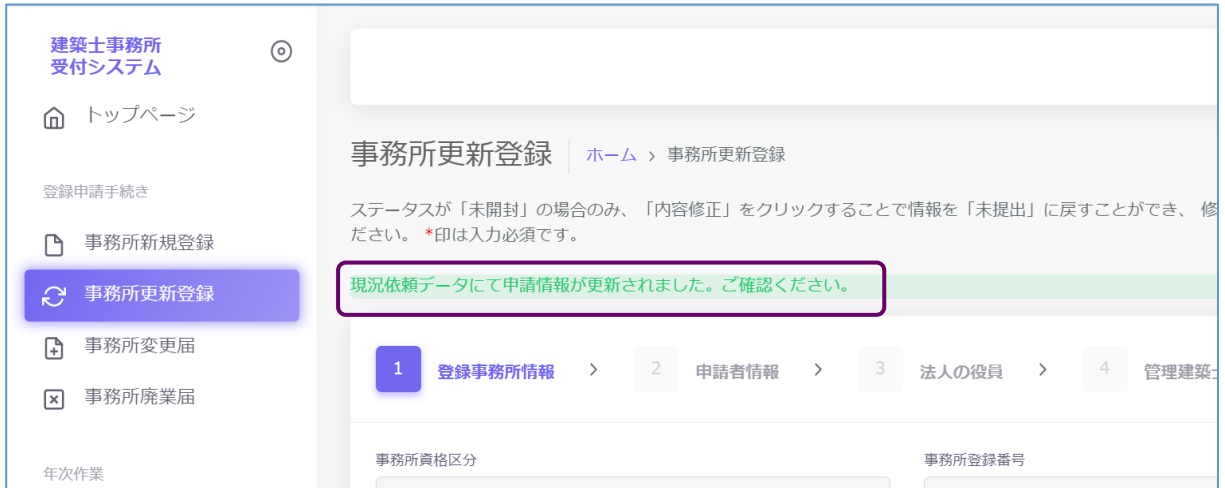 建築士事務所
受付システム
トップページ
登録申請手続き
事務所新規登録
事務所更新登録
事務所変更届
事務所廃業届
年次作業
事務所更新登録
ホーム > 事務所更新登録
ステータスが「未開封」の場合のみ、「内容修正」をクリックすることで情報を「未提出」に戻すことができ、 修
ださい。 *印は入力必須です。
現況依頼データにて申請情報が更新されました。ご確認ください。
1 登録事務所情報 > 2 申請者情報 > 3 法人の役員 > 4 管理建築士
事務所資格区分
事務所登録番号